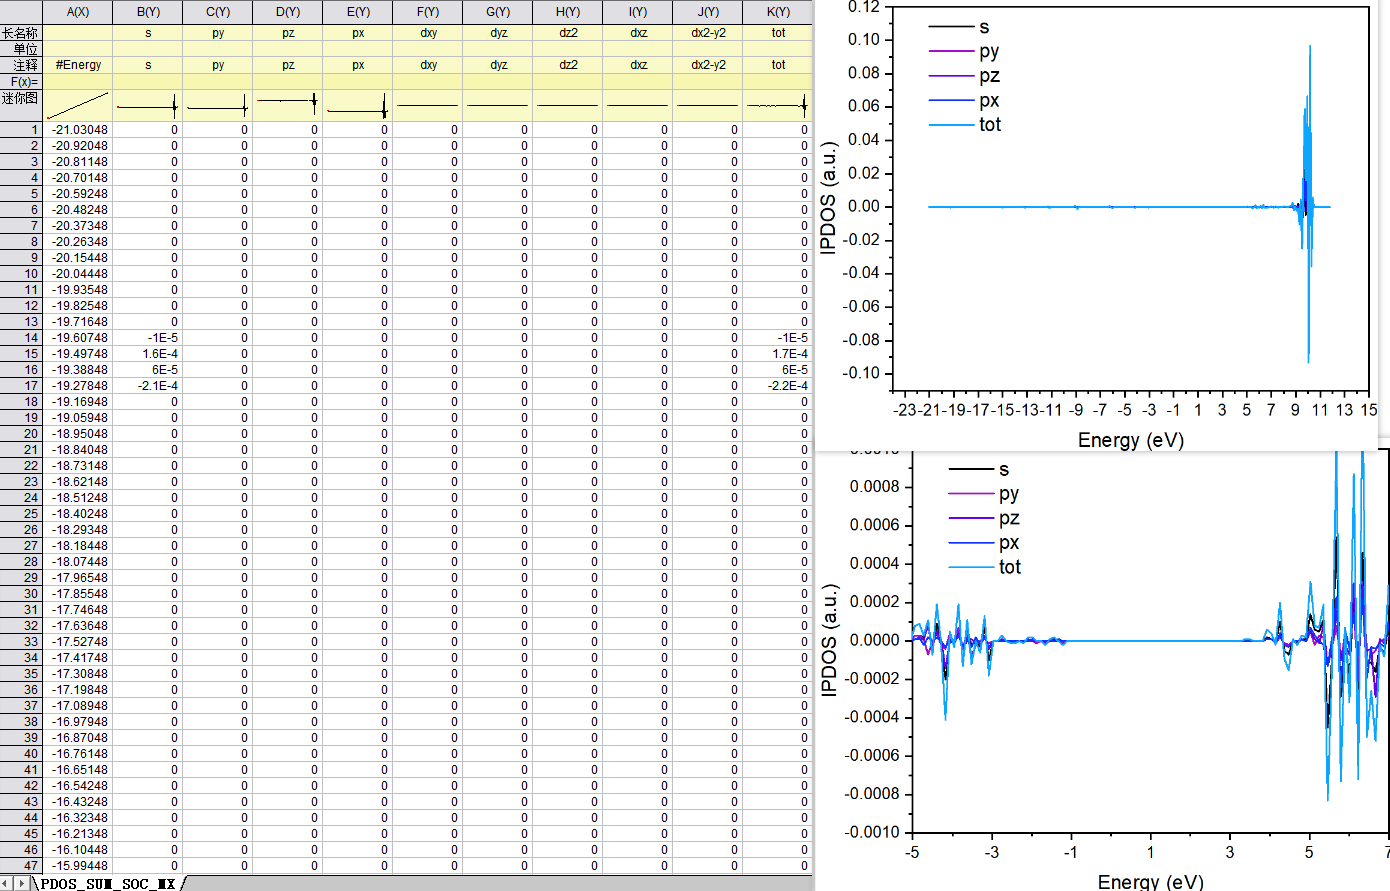 A(X) B(Y) C(Y) D(Y) E(Y) F(Y) G(Y) H(Y) I(Y) J(Y) K(Y)
长名称 s py pz px dxy dyz dz2 dxz dx2-y2 tot
单位
注释 #Energy s py pz px dxy dyz dz2 dxz dx2-y2 tot
F(x)=
迷你图
1 -21.03048 0 0 0 0 0 0 0 0 0 0
2 -20.92048 0 0 0 0 0 0 0 0 0 0
3 -20.81148 0 0 0 0 0 0 0 0 0 0
4 -20.70148 0 0 0 0 0 0 0 0 0 0
5 -20.59248 0 0 0 0 0 0 0 0 0 0
6 -20.48248 0 0 0 0 0 0 0 0 0 0
7 -20.37348 0 0 0 0 0 0 0 0 0 0
8 -20.26348 0 0 0 0 0 0 0 0 0 0
9 -20.15448 0 0 0 0 0 0 0 0 0 0
10 -20.04448 0 0 0 0 0 0 0 0 0 0
11 -19.93548 0 0 0 0 0 0 0 0 0 0
12 -19.82548 0 0 0 0 0 0 0 0 0 0
13 -19.71648 0 0 0 0 0 0 0 0 0 0
14 -19.60748 -1E-5 0 0 0 0 0 0 0 0 -1E-5
15 -19.49748 1.6E-4 0 0 0 0 0 0 0 0 1.7E-4
16 -19.38848 6E-5 0 0 0 0 0 0 0 0 6E-5
17 -19.27848 -2.1E-4 0 0 0 0 0 0 0 0 -2.2E-4
18 -19.16948 0 0 0 0 0 0 0 0 0 0
19 -19.05948 0 0 0 0 0 0 0 0 0 0
20 -18.95048 0 0 0 0 0 0 0 0 0 0
21 -18.84048 0 0 0 0 0 0 0 0 0 0
22 -18.73148 0 0 0 0 0 0 0 0 0 0
23 -18.62148 0 0 0 0 0 0 0 0 0 0
24 -18.51248 0 0 0 0 0 0 0 0 0 0
25 -18.40248 0 0 0 0 0 0 0 0 0 0
26 -18.29348 0 0 0 0 0 0 0 0 0 0
27 -18.18448 0 0 0 0 0 0 0 0 0 0
28 -18.07448 0 0 0 0 0 0 0 0 0 0
29 -17.96548 0 0 0 0 0 0 0 0 0 0
30 -17.85548 0 0 0 0 0 0 0 0 0 0
31 -17.74648 0 0 0 0 0 0 0 0 0 0
32 -17.63648 0 0 0 0 0 0 0 0 0 0
33 -17.52748 0 0 0 0 0 0 0 0 0 0
34 -17.41748 0 0 0 0 0 0 0 0 0 0
35 -17.30848 0 0 0 0 0 0 0 0 0 0
36 -17.19848 0 0 0 0 0 0 0 0 0 0
37 -17.08948 0 0 0 0 0 0 0 0 0 0
38 -16.97948 0 0 0 0 0 0 0 0 0 0
39 -16.87048 0 0 0 0 0 0 0 0 0 0
40 -16.76148 0 0 0 0 0 0 0 0 0 0
41 -16.65148 0 0 0 0 0 0 0 0 0 0
42 -16.54248 0 0 0 0 0 0 0 0 0 0
43 -16.43248 0 0 0 0 0 0 0 0 0 0
44 -16.32348 0 0 0 0 0 0 0 0 0 0
45 -16.21348 0 0 0 0 0 0 0 0 0 0
46 -16.10448 0 0 0 0 0 0 0 0 0 0
47 -15.99448 0 0 0 0 0 0 0 0 0 0
PDOS_SUM_SOC_MX
0.12
0.10
0.08
0.06
0.04
0.02
0.00
-0.02
-0.04
-0.06
-0.08
-0.10
IPDOS (a.u.)
s
py
pz
px
tot
-23 -21 -19 -17 -15 -13 -11 -9 -7 -5 -3 -1 1 3 5 7 9 11 13 15
Energy (eV)
0.0008
0.0006
0.0004
0.0002
0.0000
-0.0002
-0.0004
-0.0006
-0.0008
-0.0010
IPDOS (a.u.)
s
py
pz
px
tot
-5 -3 -1 1 3 5 7
Energy (eV)